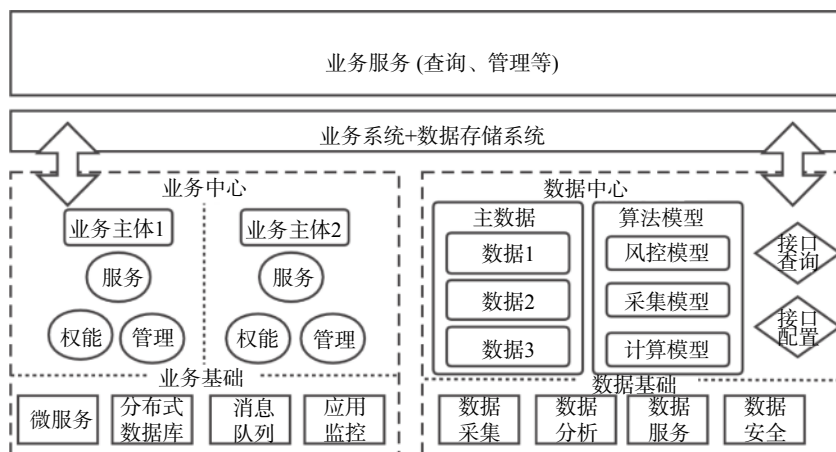 业务服务 (查询、管理等)
业务系统+数据存储系统
业务中心
业务主体1
业务主体2
服务
服务
权能
管理
权能
管理
业务基础
微服务
分布式
数据库
消息
队列
应用
监控
数据中心
主数据
数据1
数据2
数据3
算法模型
风控模型
采集模型
计算模型
接口
查询
接口
配置
数据基础
数据
采集
数据
分析
数据
服务
数据
安全